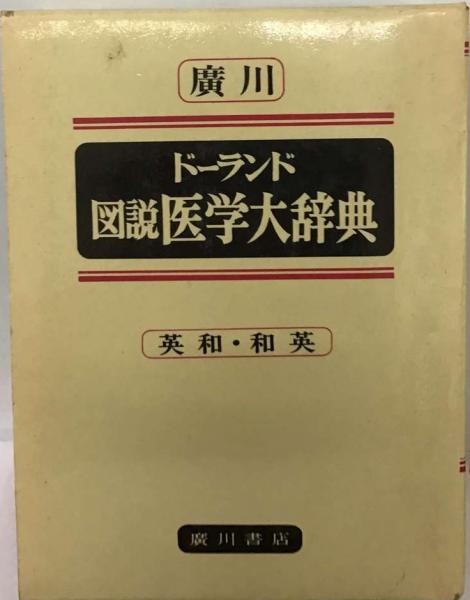 廣川
ドーランド
図説医学大辞典
英和・和英
廣川書店